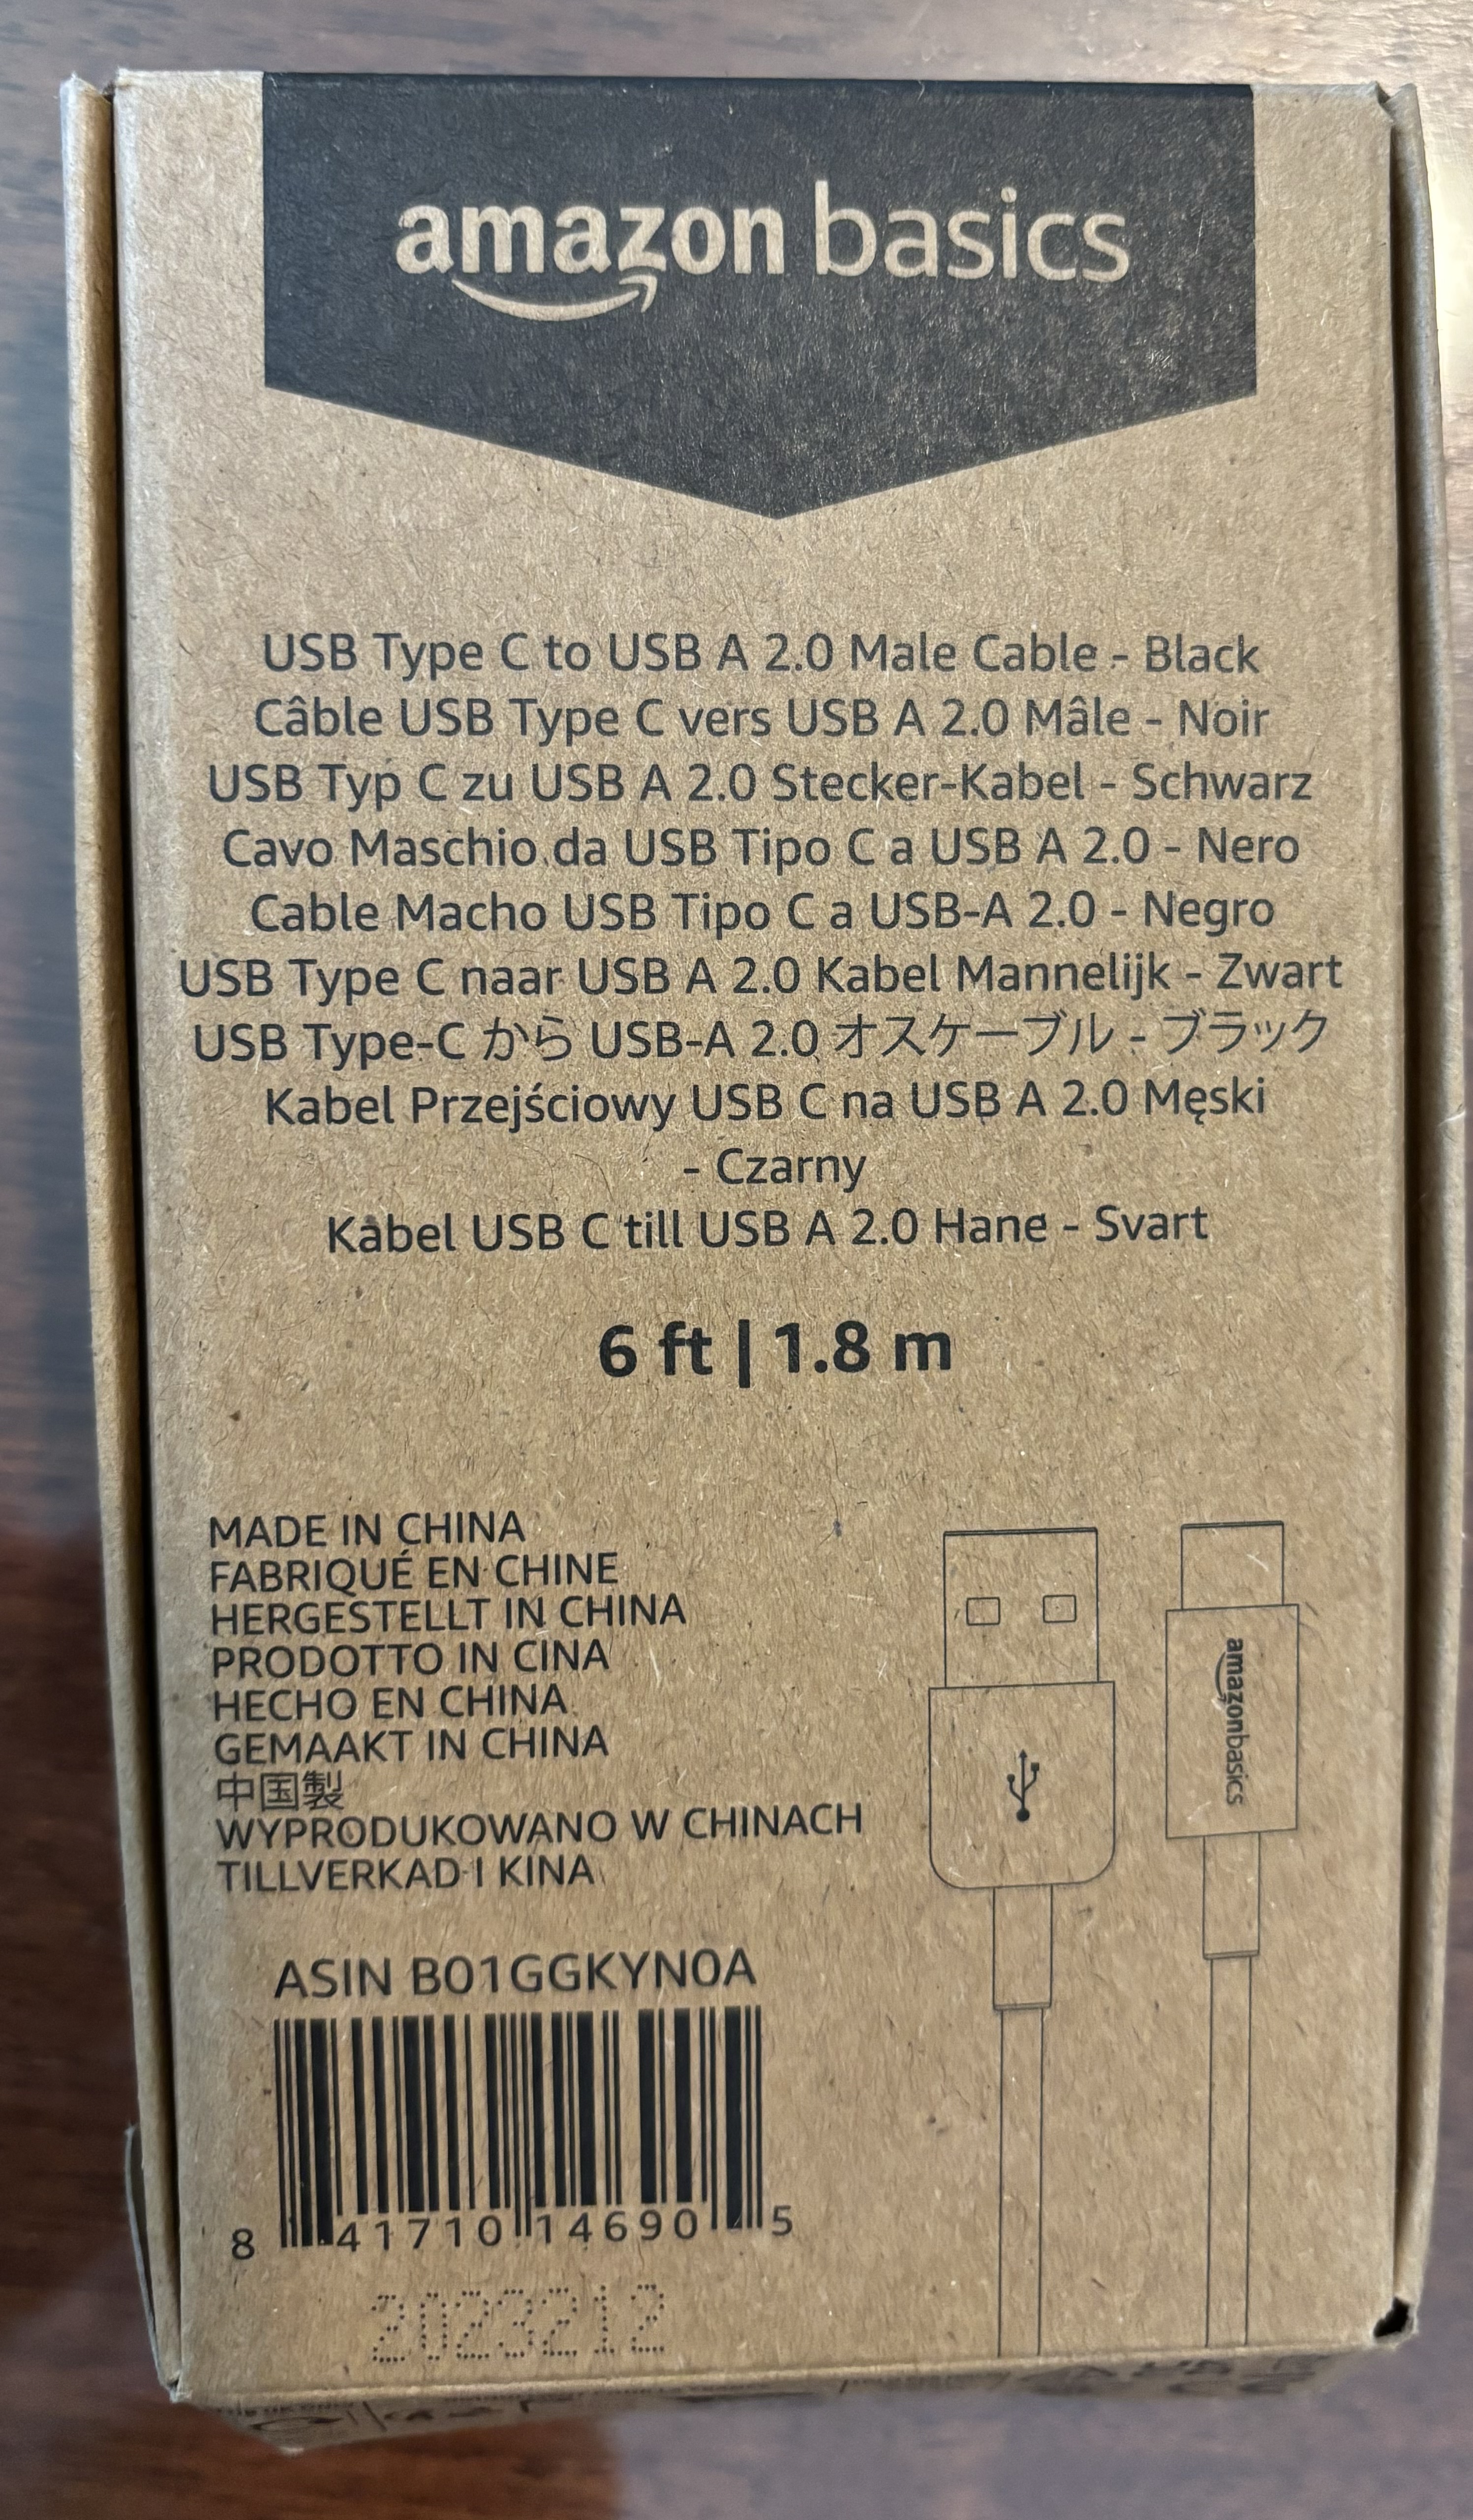 amazon basics
USB Type C to USB A 2.0 Male Cable - Black
Câble USB Type C vers USB A 2.0 Mâle - Noir
USB Typ C zu USB A 2.0 Stecker-Kabel - Schwarz
Cavo Maschio da USB Tipo C a USB A 2.0 - Nero
Cable Macho USB Tipo C a USB-A 2.0 - Negro
USB Type C naar USB A 2.0 Kabel Mannelijk - Zwart
USB Type-C から USB-A 2.0 オスケーブル - ブラック
Kabel Przejściowy USB C na USB A 2.0 Męski
- Czarny
Kabel USB C till USB A 2.0 Hane - Svart
6 ft | 1.8 m
MADE IN CHINA
FABRIQUÉ EN CHINE
HERGESTELLT IN CHINA
PRODOTTO IN CINA
HECHO EN CHINA
GEMAAKT IN CHINA
中国製
WYPRODUKOWANO W CHINACH
TILLVERKAD I KINA
amazonbasics
ASIN B01GGKYN0A
8 41710 14690 5
2023212